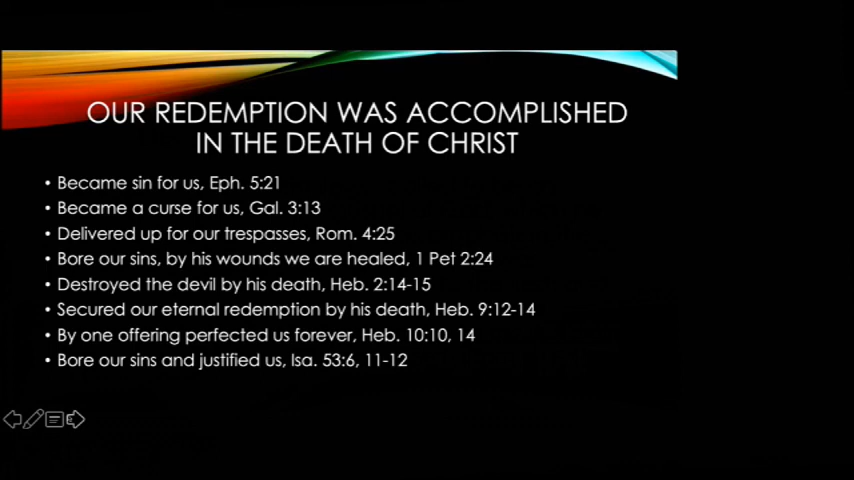 OUR REDEMPTION WAS ACCOMPLISHED
IN THE DEATH OF CHRIST
• Became sin for us, Eph. 5:21
• Became a curse for us, Gal. 3:13
• Delivered up for our trespasses, Rom. 4:25
• Bore our sins, by his wounds we are healed, 1 Pet 2:24
• Destroyed the devil by his death, Heb. 2:14-15
• Secured our eternal redemption by his death, Heb. 9:12-14
• By one offering perfected us forever, Heb. 10:10, 14
• Bore our sins and justified us, Isa. 53:6, 11-12